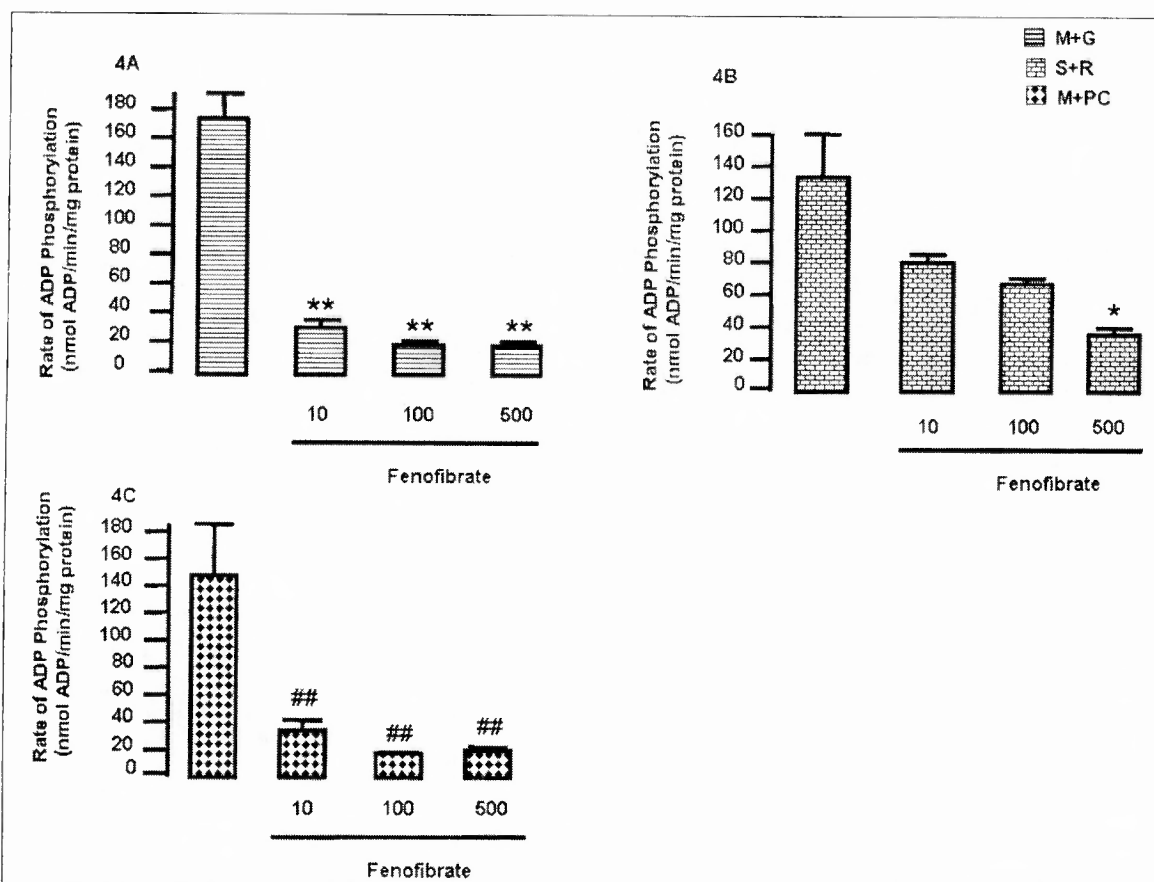 M+G
S+R
M+PC
4A
Rate of ADP Phosphorylation
(nmol ADP/min/mg protein)
180
160
140
120
100
80
60
40
20
0
**
**
**
10 100 500
Fenofibrate
4B
Rate of ADP Phosphorylation
(nmol ADP/min/mg protein)
160
140
120
100
80
60
40
20
0
*
10 100 500
Fenofibrate
4C
Rate of ADP Phosphorylation
(nmol ADP/min/mg protein)
180
160
140
120
100
80
60
40
20
0
##
##
##
10 100 500
Fenofibrate